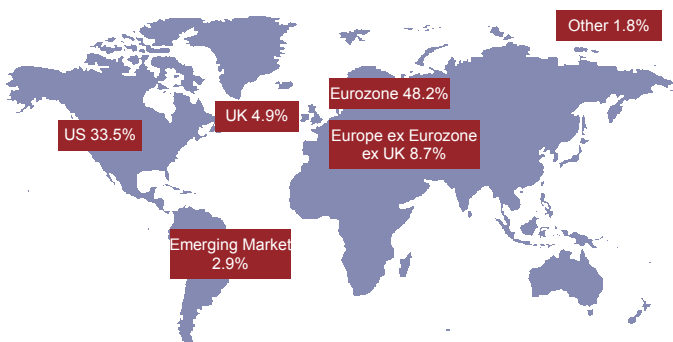 Other 1.8%
Eurozone 48.2%
UK 4.9%
US 33.5%
Europe ex Eurozone
ex UK 8.7%
Emerging Market
2.9%